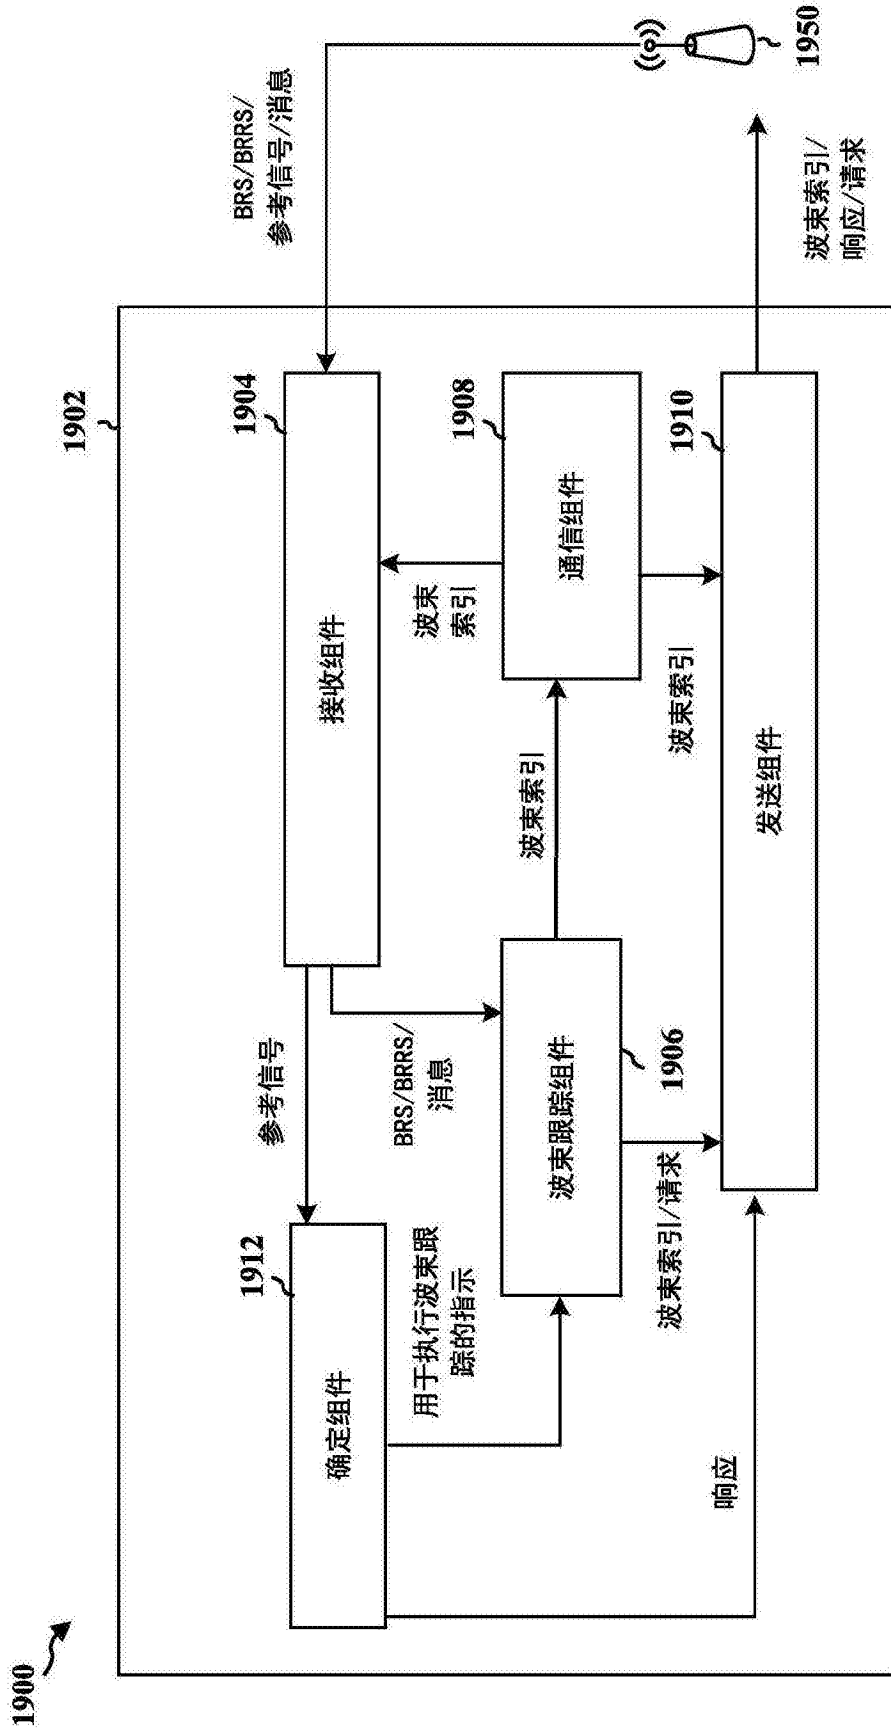 1900
1902
1912
确定组件
参考信号
1904
接收组件
BRS/BRRS/
参考信号/消息
1950
用于执行波束跟
踪的指示
BRS/BRRS/
消息
波束
索引
1908
通信组件
波束跟踪组件
1906
波束索引
波束索引/请求
波束索引
1910
发送组件
响应
波束索引/
响应/请求